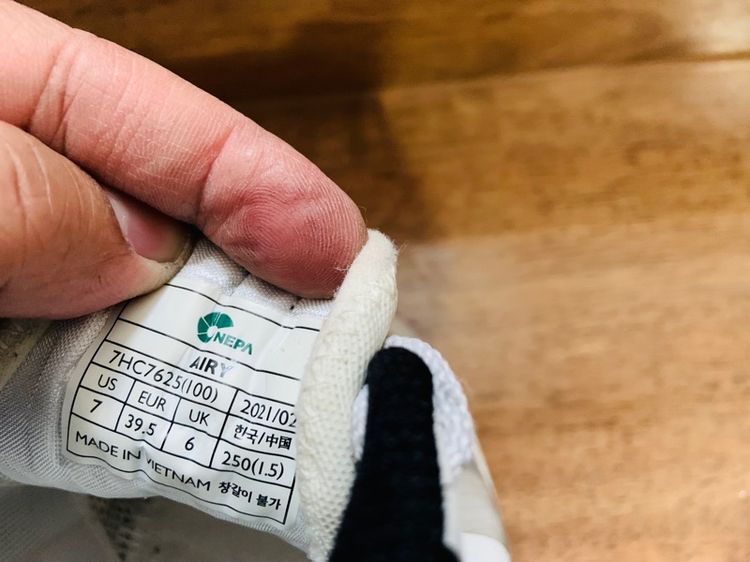 NEPA
AIRY
7HC7625(100) 2021/02
US EUR UK 한국/中国
7 39.5 6 250(1.5)
MADE IN VIETNAM 창갈이 불가